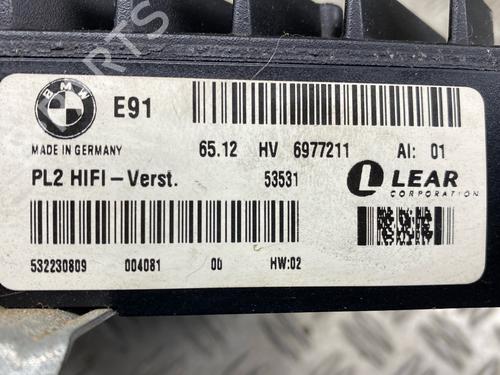 BMW
E91
MADE IN GERMANY
65.12 HV 6977211 AI: 01
PL2 HIFI-Verst.
53531
LEAR
CORPORATION
532230809 004081 00 HW:02